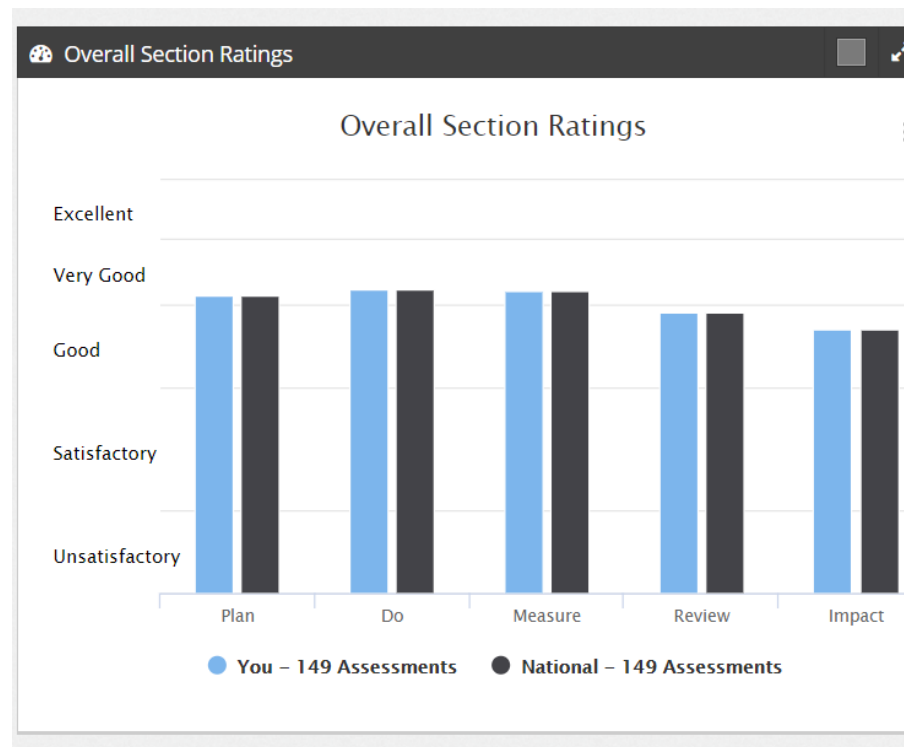 Overall Section Ratings
Overall Section Ratings
Excellent
Very Good
Good
Satisfactory
Unsatisfactory
Plan Do Measure Review Impact
You – 149 Assessments National – 149 Assessments